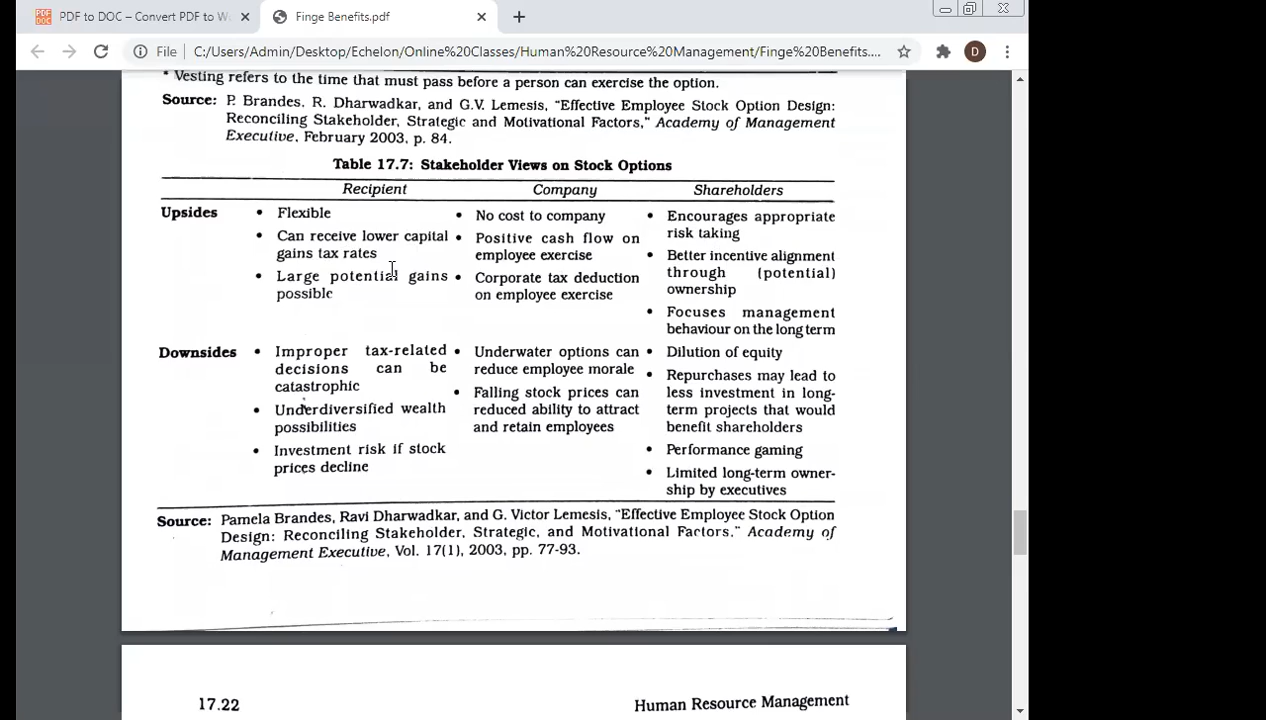 PDF to DOC – Convert PDF to W
Finge Benefits.pdf
File
C:/Users/Admin/Desktop/Echelon/Online%20Classes/Human%20Resource%20Management/Finge%20Benefits....
D
* Vesting refers to the time that must pass before a person can exercise the option.
Source: P. Brandes, R. Dharwadkar, and G.V. Lemesis, "Effective Employee Stock Option Design:
Reconciling Stakeholder, Strategic and Motivational Factors," Academy of Management
Executive, February 2003, p. 84.
Table 17.7: Stakeholder Views on Stock Options
Recipient Company Shareholders
Upsides
• Flexible
• Can receive lower capital
gains tax rates
• Large potential gains
possible
• No cost to company
• Positive cash flow on
employee exercise
• Corporate tax deduction
on employee exercise
• Encourages appropriate
risk taking
• Better incentive alignment
through (potential)
ownership
• Focuses management
behaviour on the long term
Downsides
• Improper tax-related
decisions can be
catastrophic
• Underdiversified wealth
possibilities
• Investment risk if stock
prices decline
• Underwater options can
reduce employee morale
• Falling stock prices can
reduced ability to attract
and retain employees
• Dilution of equity
• Repurchases may lead to
less investment in long-
term projects that would
benefit shareholders
• Performance gaming
• Limited long-term owner-
ship by executives
Source: Pamela Brandes, Ravi Dharwadkar, and G. Victor Lemesis, "Effective Employee Stock Option
Design: Reconciling Stakeholder, Strategic, and Motivational Factors." Academy of
Management Executive, Vol. 17(1), 2003, pp. 77-93.
17.22 Human Resource Management